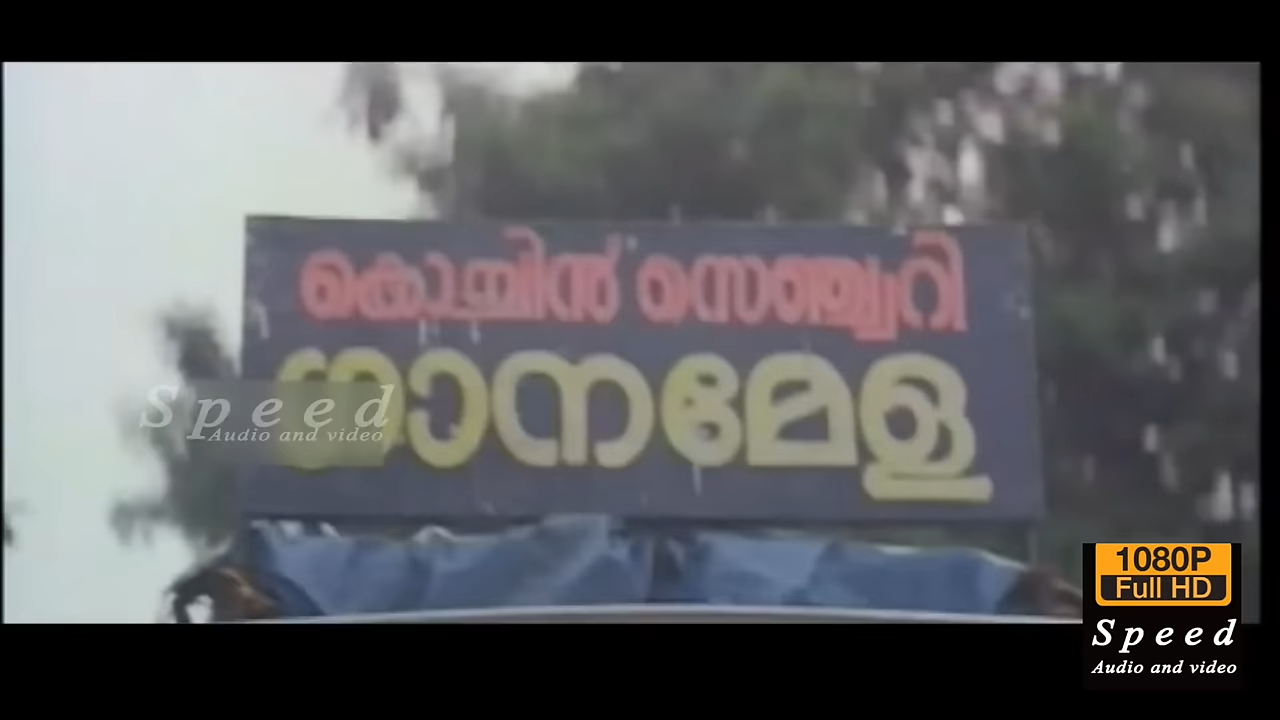 കൊച്ചിൻ സെഞ്ച്വറി
ഗാനമേള
Speed
Audio and video
1080P
Full HD
Speed
Audio and video